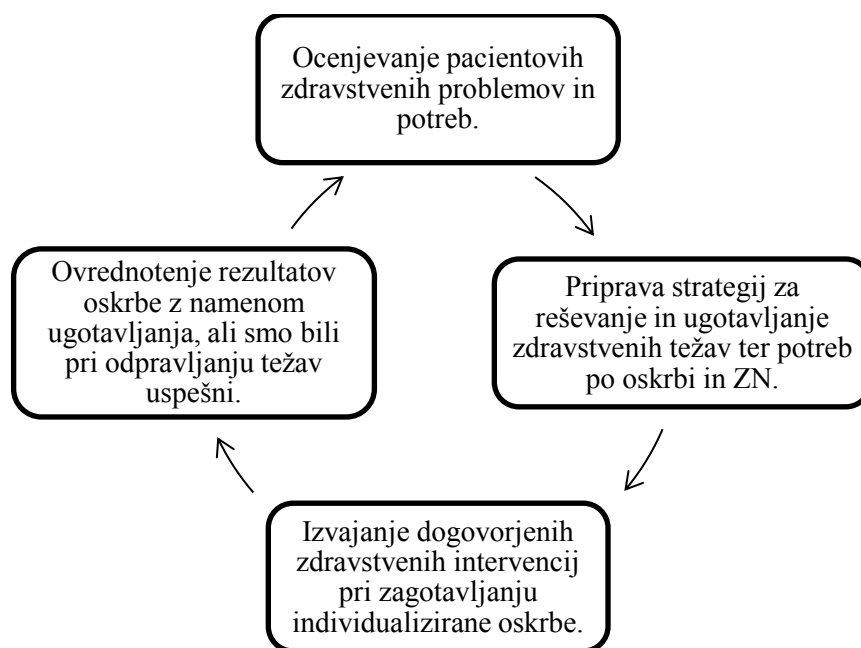 Ocenjevanje pacientovih
zdravstvenih problemov in
potreb.
Priprava strategij za
reševanje in ugotavljanje
zdravstvenih težav ter potreb
po oskrbi in ZN.
Izvajanje dogovorjenih
zdravstvenih intervencij
pri zagotavljanju
individualizirane oskrbe.
Ovrednotenje rezultatov
oskrbe z namenom
ugotavljanja, ali smo bili
pri odpravljanju težav
uspešni.